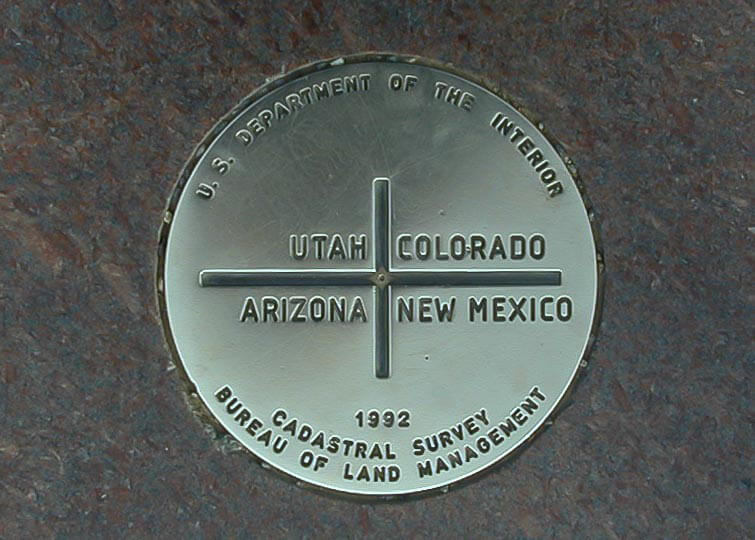 U. S. DEPARTMENT OF THE INTERIOR
UTAH COLORADO
ARIZONA NEW MEXICO
1992
CADASTRAL SURVEY
BUREAU OF LAND MANAGEMENT